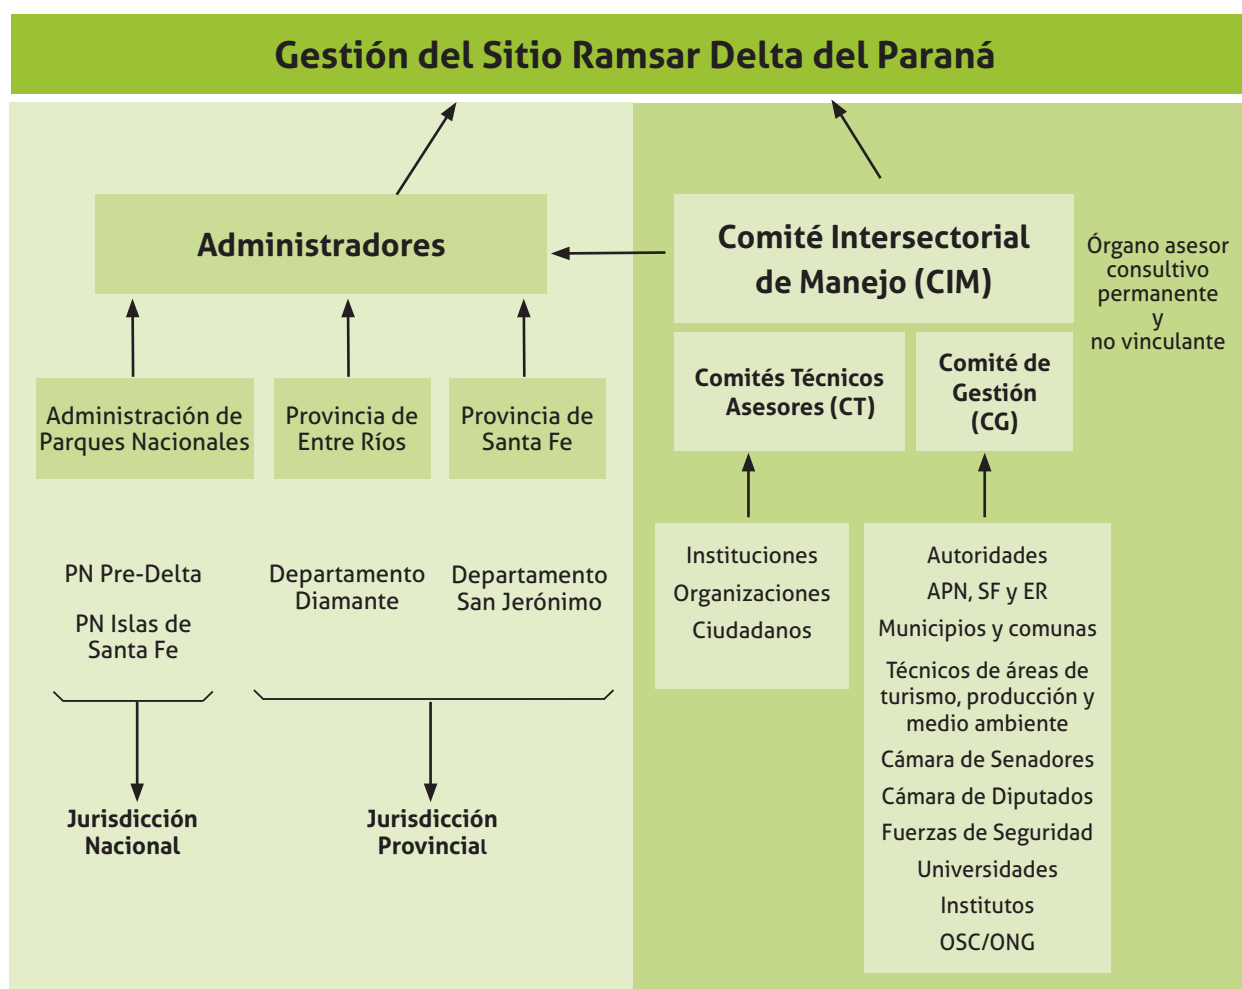 Gestión del Sitio Ramsar Delta del Paraná
Administradores
Administración de
Parques Nacionales
Provincia de
Entre Ríos
Provincia de
Santa Fe
PN Pre-Delta
PN Islas de
Santa Fe
Departamento
Diamante
Departamento
San Jerónimo
Jurisdicción
Nacional
Jurisdicción
Provincial
Comité Intersectorial
de Manejo (CIM)
Órgano asesor
consultivo
permanente
y
no vinculante
Comités Técnicos
Asesores (CT)
Comité de
Gestión
(CG)
Instituciones
Organizaciones
Ciudadanos
Autoridades
APN, SF y ER
Municipios y comunas
Técnicos de áreas de
turismo, producción y
medio ambiente
Cámara de Senadores
Cámara de Diputados
Fuerzas de Seguridad
Universidades
Institutos
OSC/ONG